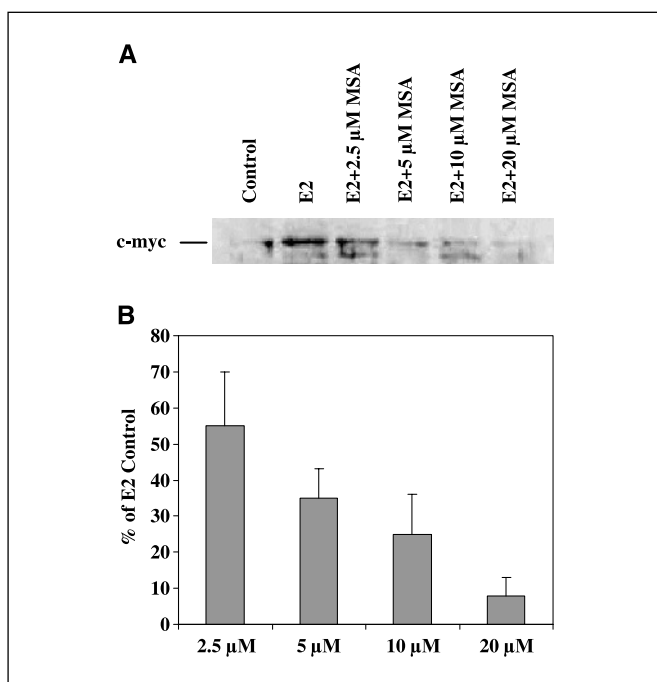 A
Control
E2
E2+2.5 µM MSA
E2+5 µM MSA
E2+10 µM MSA
E2+20 µM MSA
c-myc
B
% of E2 Control
80
70
60
50
40
30
20
10
0
2.5 µM
5 µM
10 µM
20 µM